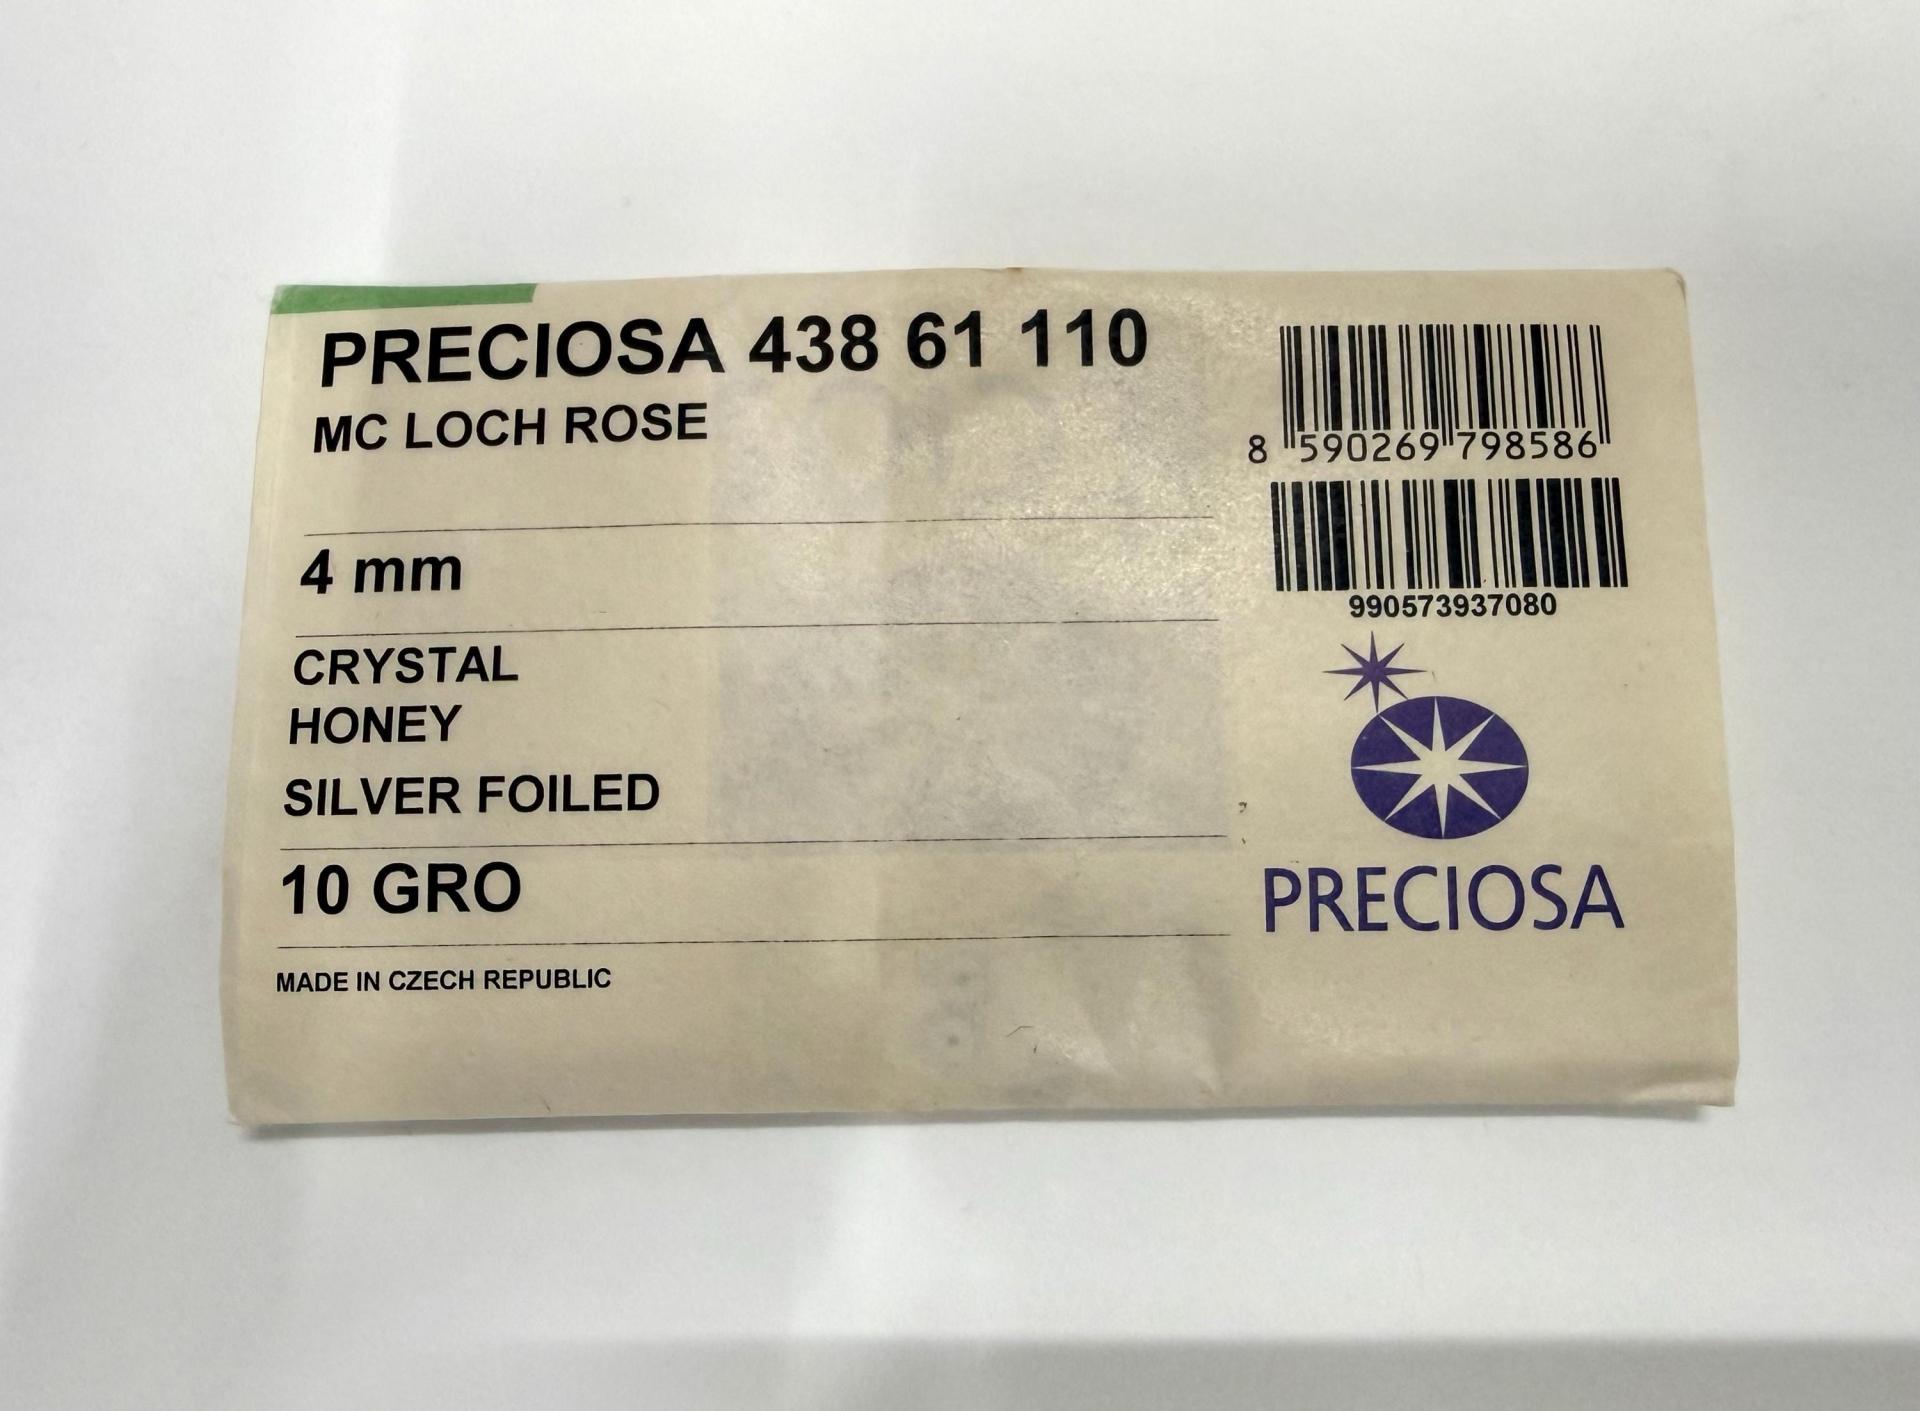 PRECIOSA 438 61 110
MC LOCH ROSE
4 mm
CRYSTAL
HONEY
SILVER FOILED
10 GRO
MADE IN CZECH REPUBLIC
8 590269 798586
990573937080
PRECIOSA